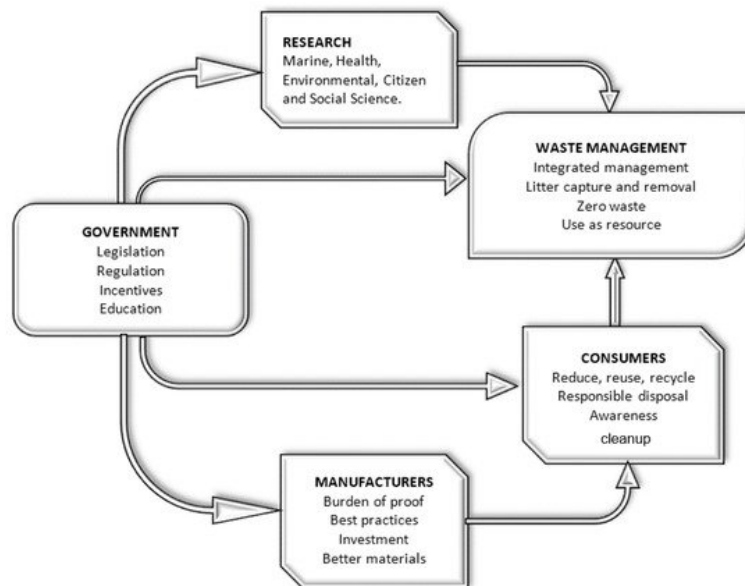 RESEARCH
Marine, Health,
Environmental, Citizen
and Social Science.
WASTE MANAGEMENT
Integrated management
Litter capture and removal
Zero waste
Use as resource
GOVERNMENT
Legislation
Regulation
Incentives
Education
CONSUMERS
Reduce, reuse, recycle
Responsible disposal
Awareness
cleanup
MANUFACTURERS
Burden of proof
Best practices
Investment
Better materials